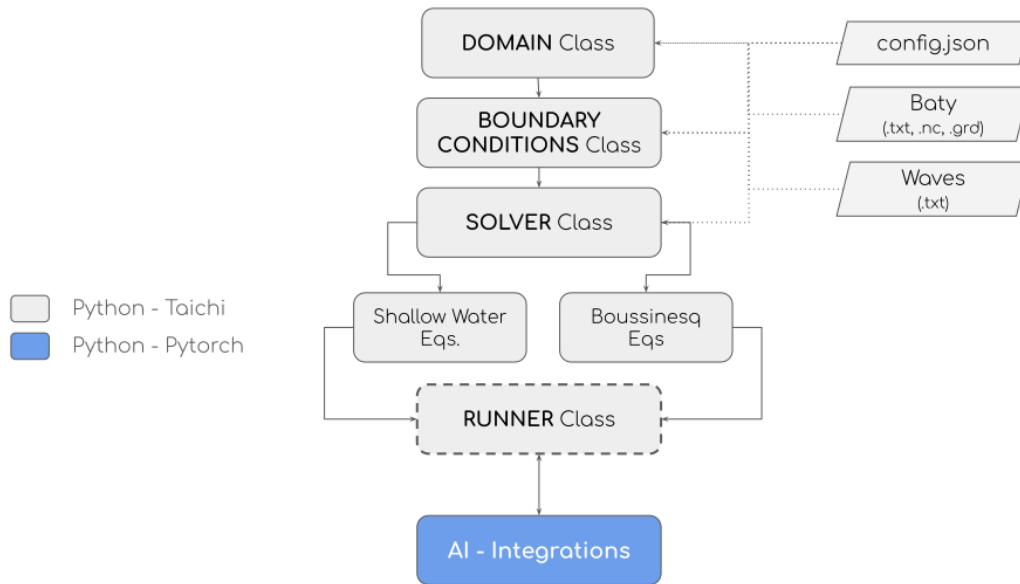 DOMAIN Class
config.json
BOUNDARY
CONDITIONS Class
Baty
(.txt, .nc, .grd)
Waves
(.txt)
SOLVER Class
Python - Taichi
Python - Pytorch
Shallow Water
Eqs.
Boussinesq
Eqs
RUNNER Class
AI - Integrations